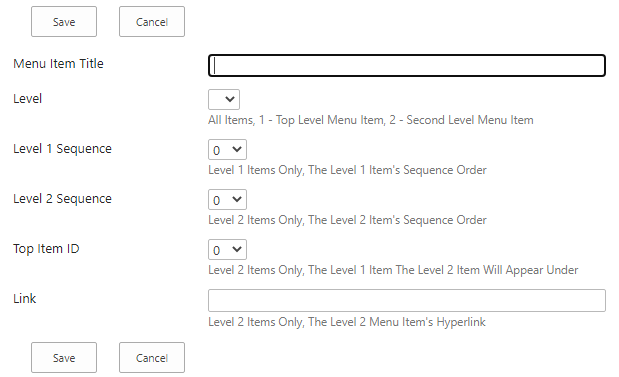 Save Cancel
Menu Item Title
Level
All Items, 1 - Top Level Menu Item, 2 - Second Level Menu Item
Level 1 Sequence 0
Level 1 Items Only, The Level 1 Item's Sequence Order
Level 2 Sequence 0
Level 2 Items Only, The Level 2 Item's Sequence Order
Top Item ID 0
Level 2 Items Only, The Level 1 Item The Level 2 Item Will Appear Under
Link
Level 2 Items Only, The Level 2 Menu Item's Hyperlink
Save Cancel